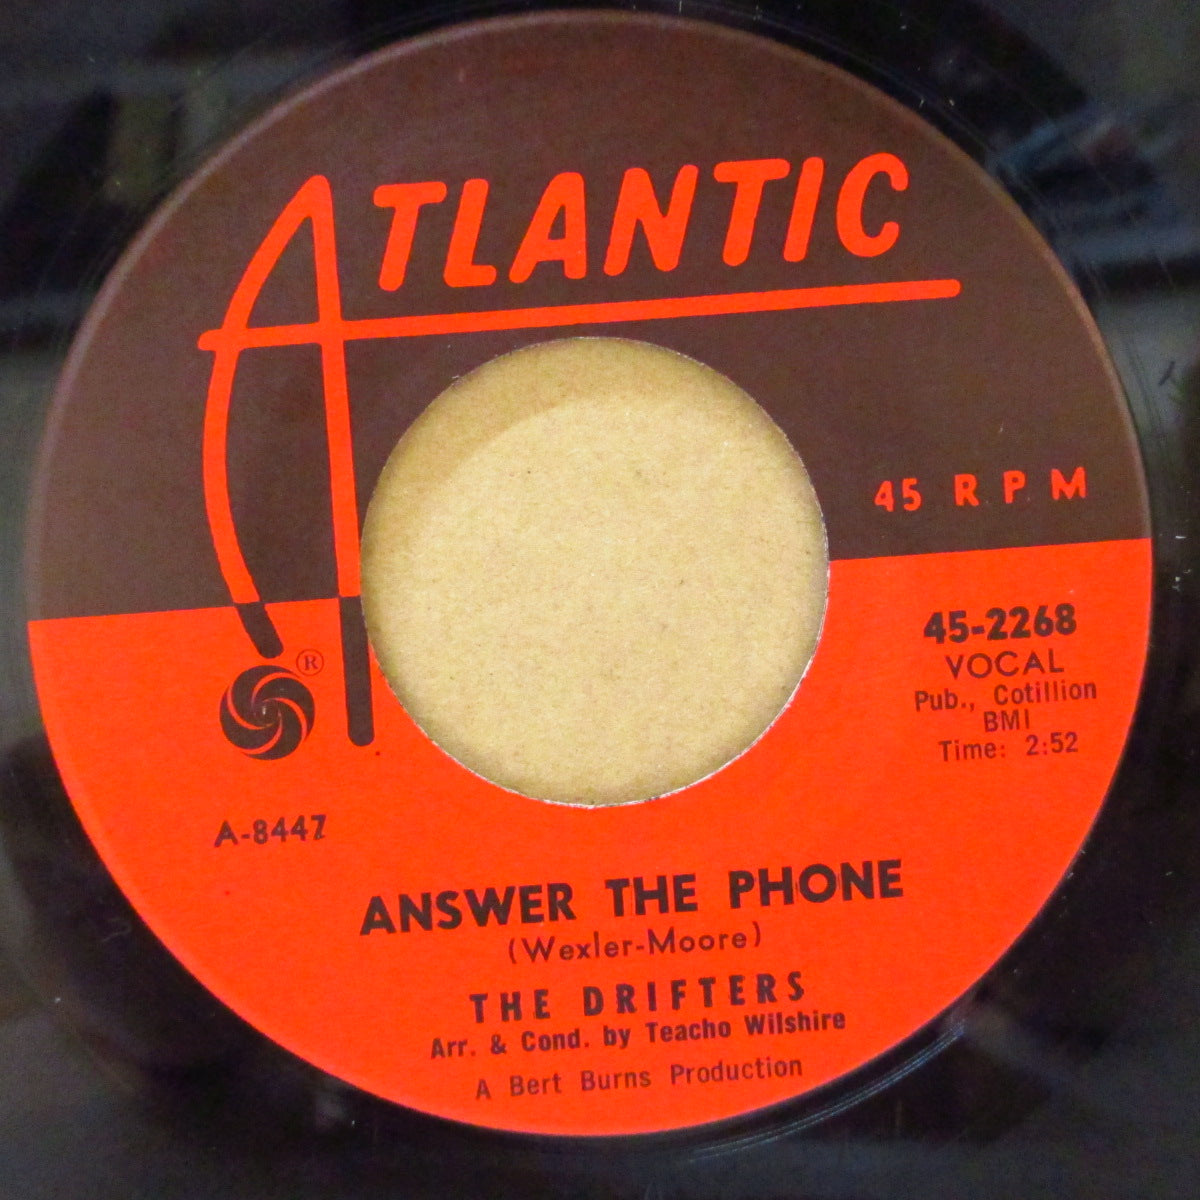 ATLANTIC
45 RPM
45-2268
VOCAL
Pub., Cotillion
BMI
Time: 2:52
®
A-8447
ANSWER THE PHONE
(Wexler-Moore)
THE DRIFTERS
Arr. & Cond. by Teacho Wilshire
A Bert Burns Production